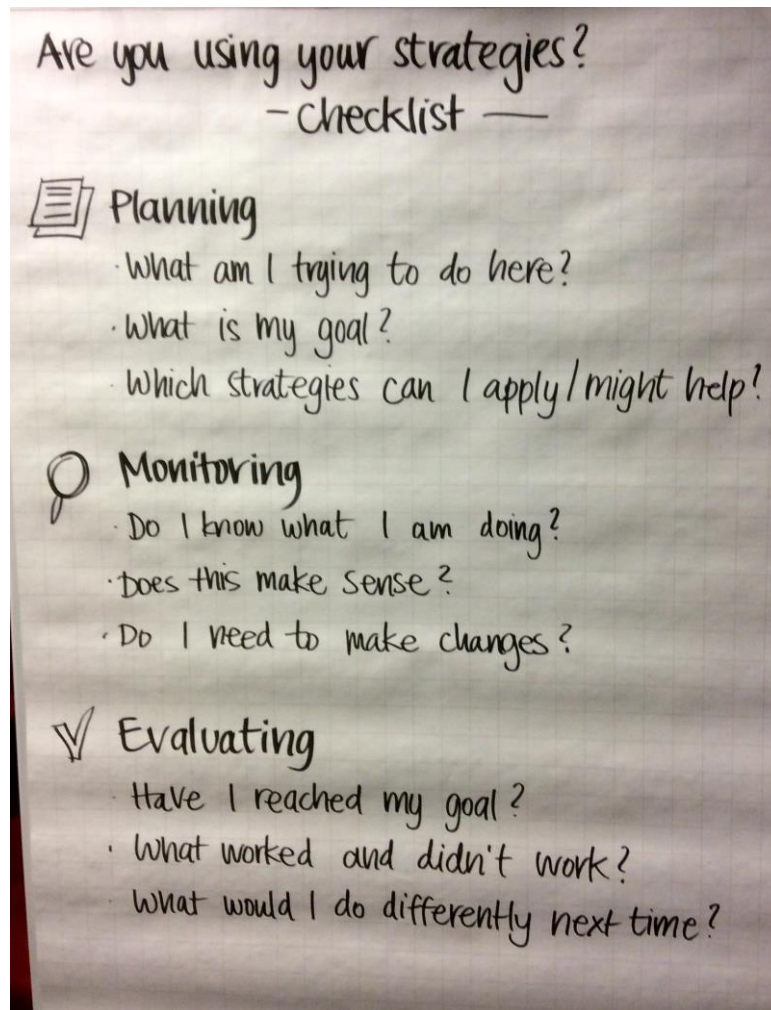 Are you using your strategies?
- checklist —
Planning
· What am I trying to do here?
· What is my goal?
· Which strategies can I apply/might help?
Monitoring
· Do I know what I am doing?
· Does this make sense?
· Do I need to make changes?
Evaluating
· Have I reached my goal?
· What worked and didn't work?
· What would I do differently next time?